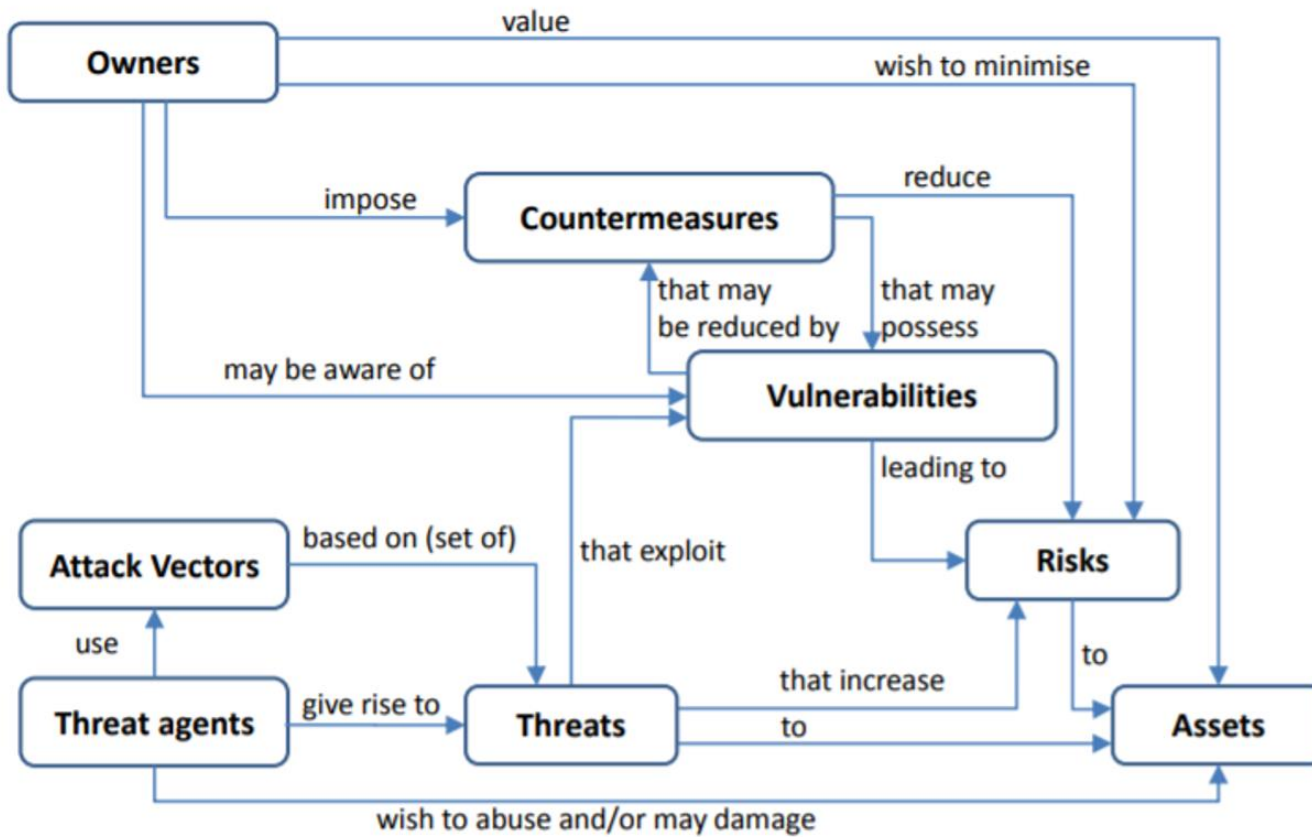 value
Owners
wish to minimise
reduce
impose
Countermeasures
that may
be reduced by
that may
possess
may be aware of
Vulnerabilities
leading to
based on (set of)
that exploit
Attack Vectors
Risks
use
to
that increase
Threat agents
give rise to
Threats
to
Assets
wish to abuse and/or may damage